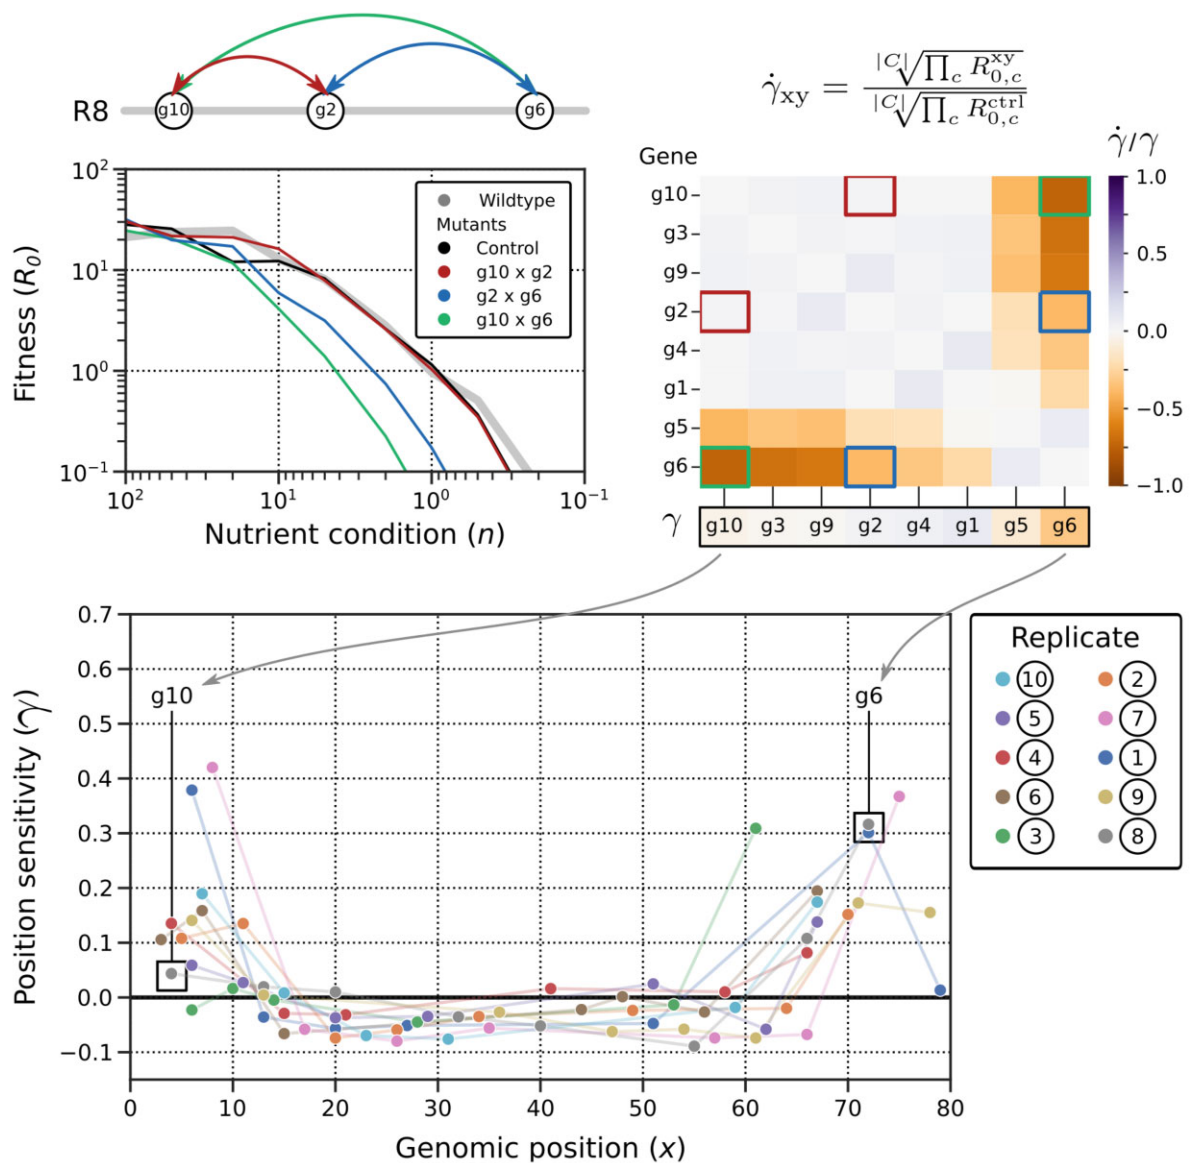 R8 g10 g2 g6
γ̇xy = |C|√∏c R0,c^xy / |C|√∏c R0,c^ctrl
Fitness (R0)
10²
10¹
10⁰
10⁻¹
Wildtype
Mutants
Control
g10 x g2
g2 x g6
g10 x g6
10² 10¹ 10⁰ 10⁻¹
Nutrient condition (n)
Gene
g10
g3
g9
g2
g4
g1
g5
g6
γ̇/γ
1.0
0.5
0.0
−0.5
−1.0
γ g10 g3 g9 g2 g4 g1 g5 g6
Position sensitivity (γ)
0.7
0.6
0.5
0.4
0.3
0.2
0.1
0.0
−0.1
g10
g6
0 10 20 30 40 50 60 70 80
Genomic position (x)
Replicate
10 2
5 7
4 1
6 9
3 8